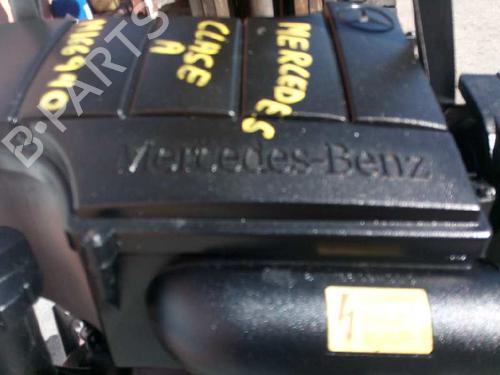 MERCEDES
CLASE
A
Mercedes-Benz
B-PARTS